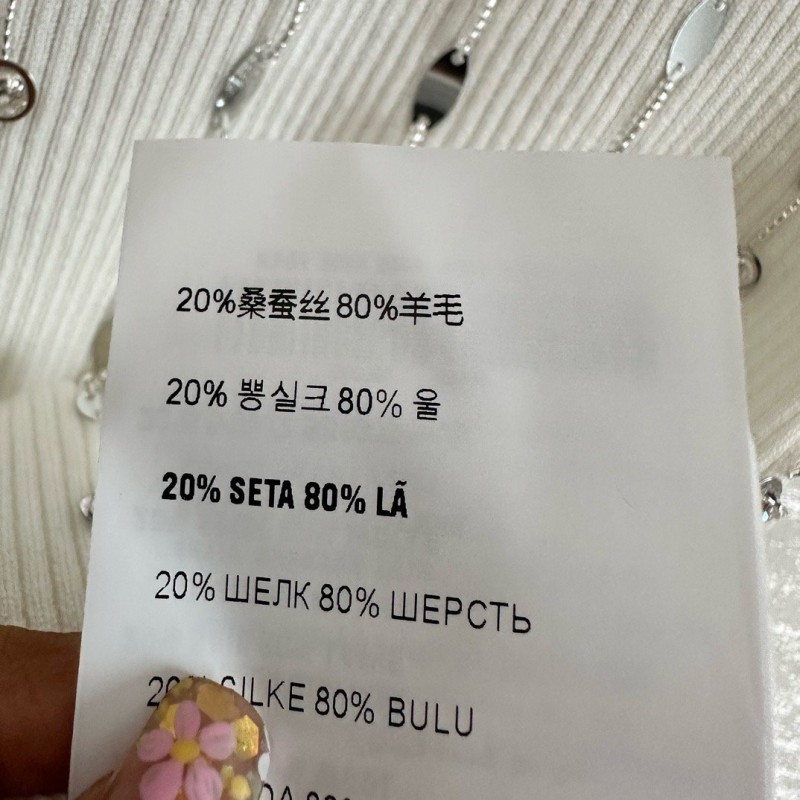 20%桑蚕丝 80%羊毛
20% 뽕실크 80% 울
20% SETA 80% LÃ
20% ШЕЛК 80% ШЕРСТЬ
80% BULU